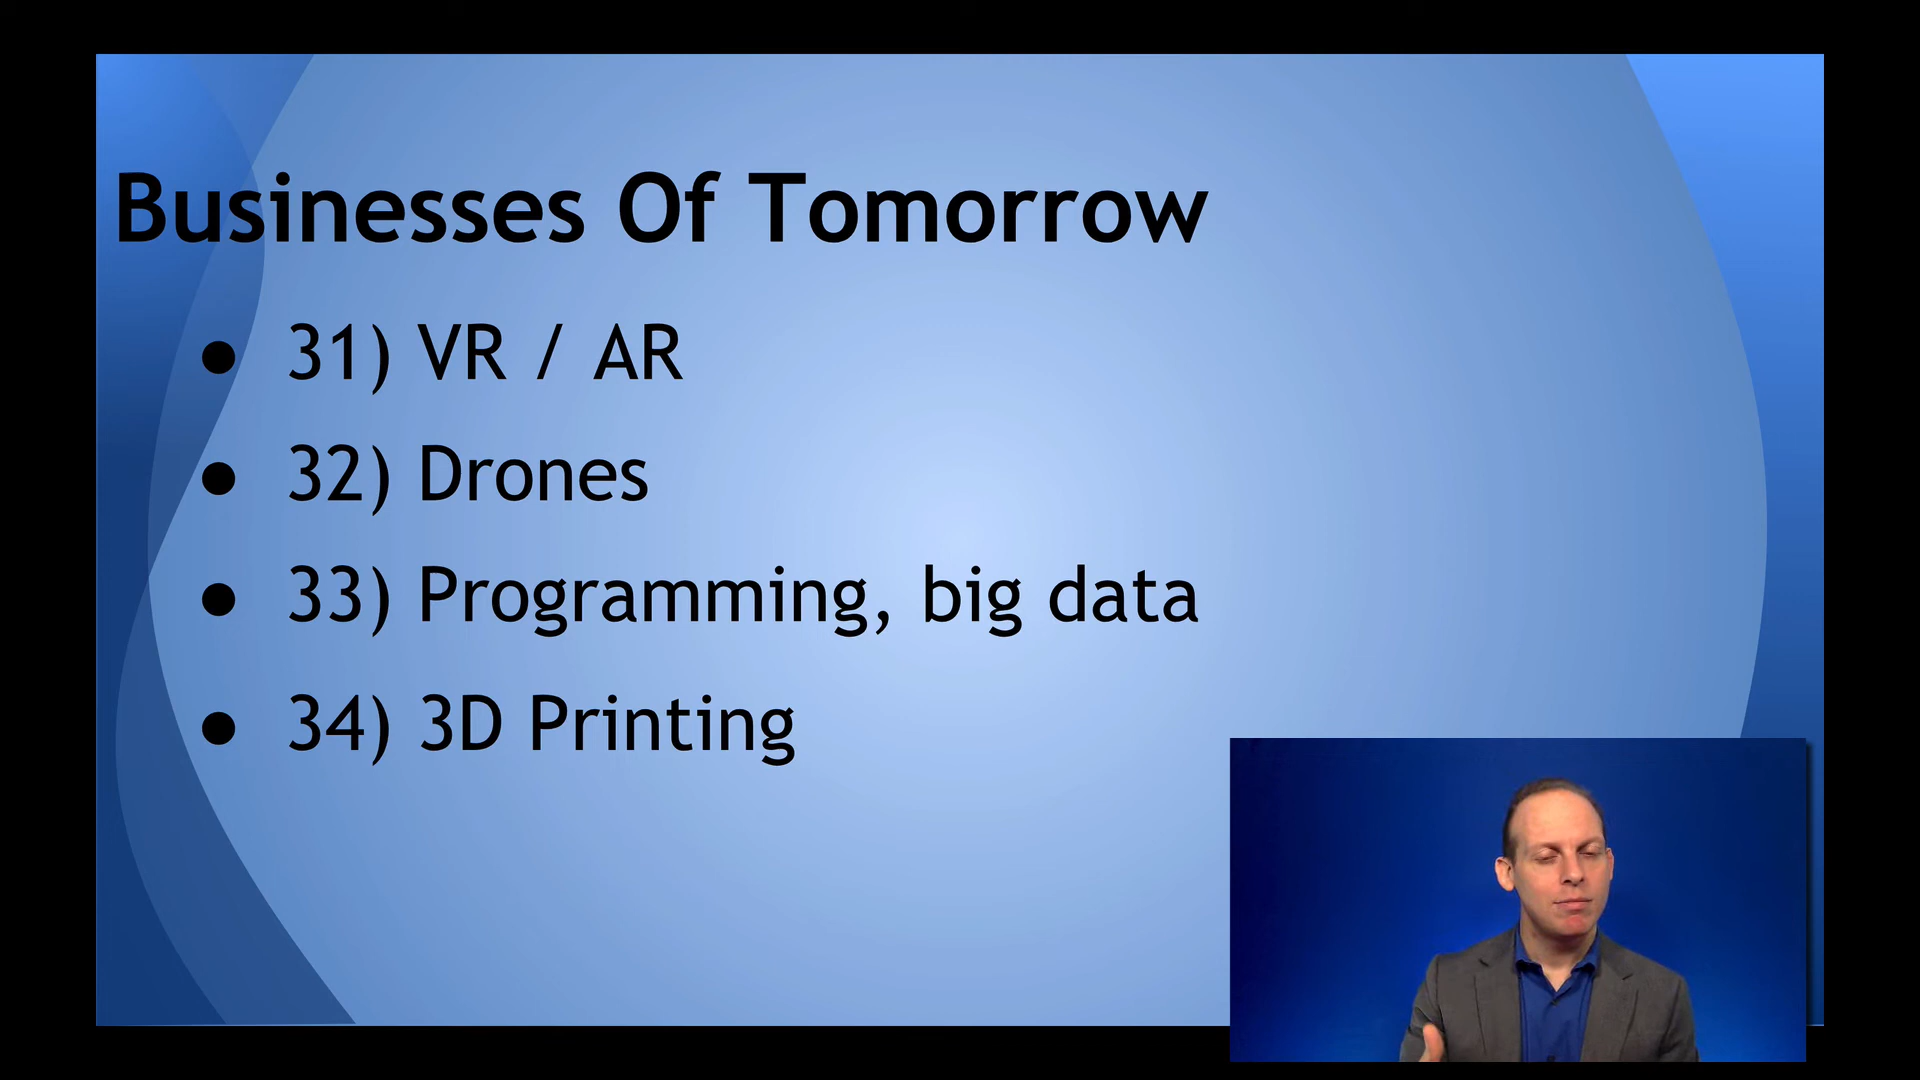 Businesses Of Tomorrow
● 31) VR / AR
● 32) Drones
● 33) Programming, big data
● 34) 3D Printing